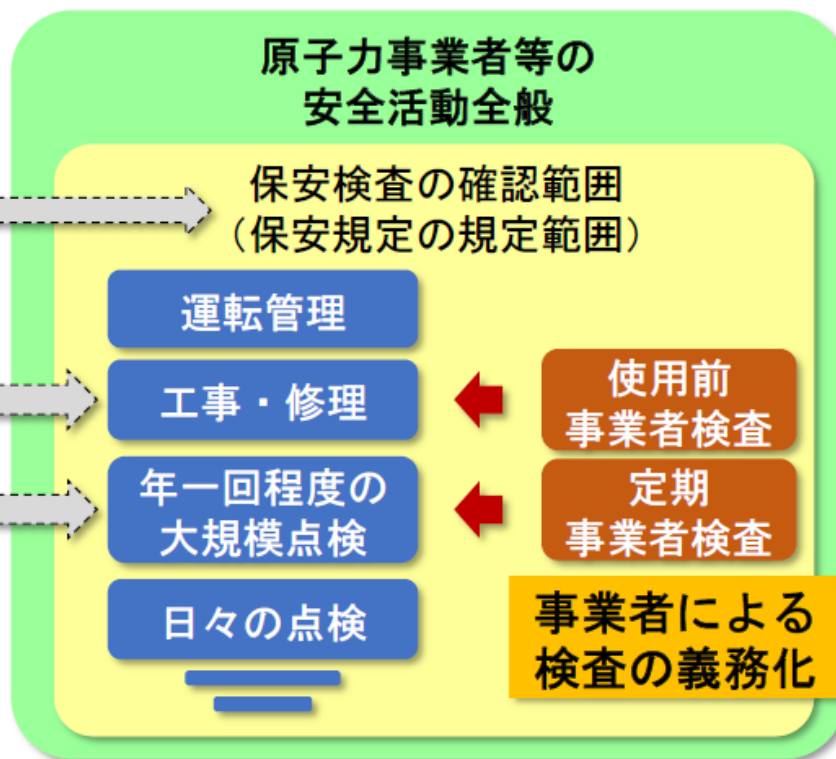 原子力事業者等の
安全活動全般
保安検査の確認範囲
（保安規定の規定範囲）
運転管理
工事・修理
使用前
事業者検査
年一回程度の
大規模点検
定期
事業者検査
日々の点検
事業者による
検査の義務化